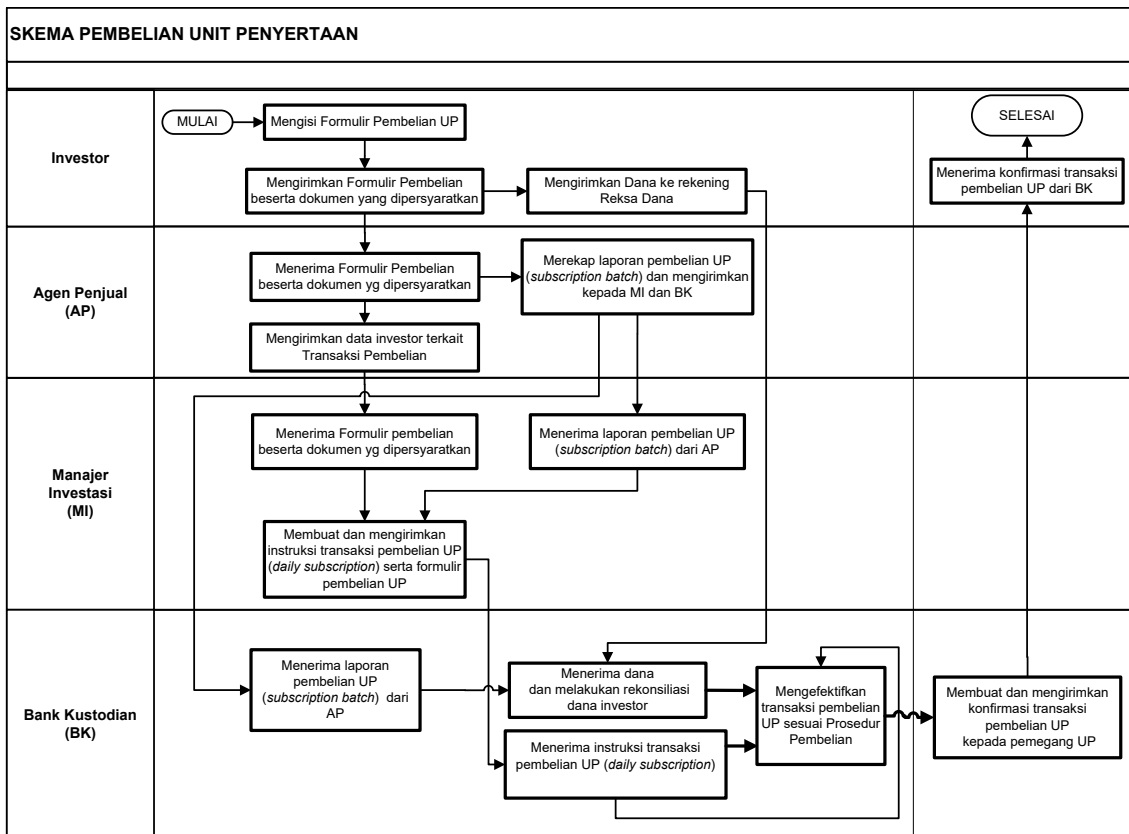 SKEMA PEMBELIAN UNIT PENYERTAAN
Investor
MULAI
Mengisi Formulir Pembelian UP
SELESAI
Mengirimkan Formulir Pembelian
beserta dokumen yang dipersyaratkan
Mengirimkan Dana ke rekening
Reksa Dana
Menerima konfirmasi transaksi
pembelian UP dari BK
Agen Penjual
(AP)
Menerima Formulir Pembelian
beserta dokumen yg dipersyaratkan
Merekap laporan pembelian UP
(subscription batch) dan mengirimkan
kepada MI dan BK
Mengirimkan data investor terkait
Transaksi Pembelian
Manajer
Investasi
(MI)
Menerima Formulir pembelian
beserta dokumen yg dipersyaratkan
Menerima laporan pembelian UP
(subscription batch) dari AP
Membuat dan mengirimkan
instruksi transaksi pembelian UP
(daily subscription) serta formulir
pembelian UP
Bank Kustodian
(BK)
Menerima laporan
pembelian UP
(subscription batch) dari
AP
Menerima dana
dan melakukan rekonsiliasi
dana investor
Menerima instruksi transaksi
pembelian UP (daily subscription)
Mengefektifkan
transaksi pembelian
UP sesuai Prosedur
Pembelian
Membuat dan mengirimkan
konfirmasi transaksi
pembelian UP
kepada pemegang UP